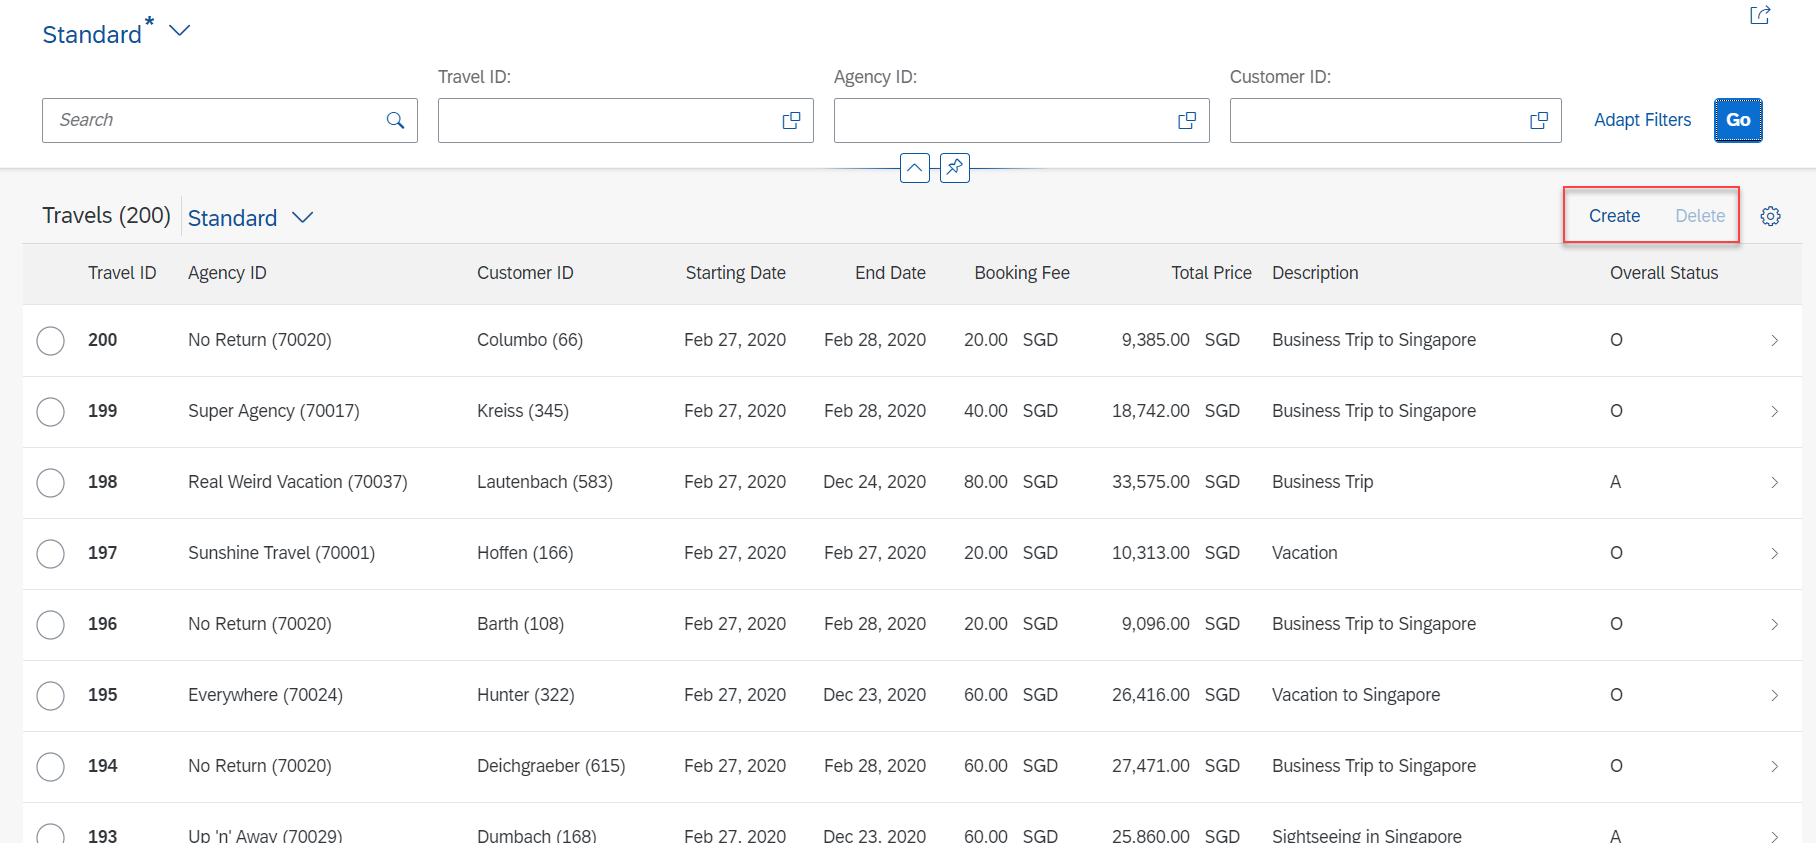 Standard*
Travel ID: Agency ID: Customer ID:
Search Adapt Filters Go
Travels (200) Standard Create Delete
Travel ID Agency ID Customer ID Starting Date End Date Booking Fee Total Price Description Overall Status
200 No Return (70020) Columbo (66) Feb 27, 2020 Feb 28, 2020 20.00 SGD 9,385.00 SGD Business Trip to Singapore O
199 Super Agency (70017) Kreiss (345) Feb 27, 2020 Feb 28, 2020 40.00 SGD 18,742.00 SGD Business Trip to Singapore O
198 Real Weird Vacation (70037) Lautenbach (583) Feb 27, 2020 Dec 24, 2020 80.00 SGD 33,575.00 SGD Business Trip A
197 Sunshine Travel (70001) Hoffen (166) Feb 27, 2020 Feb 27, 2020 20.00 SGD 10,313.00 SGD Vacation O
196 No Return (70020) Barth (108) Feb 27, 2020 Feb 28, 2020 20.00 SGD 9,096.00 SGD Business Trip to Singapore O
195 Everywhere (70024) Hunter (322) Feb 27, 2020 Dec 23, 2020 60.00 SGD 26,416.00 SGD Vacation to Singapore O
194 No Return (70020) Deichgraeber (615) Feb 27, 2020 Feb 28, 2020 60.00 SGD 27,471.00 SGD Business Trip to Singapore O
193 Up 'n' Away (70029) Dumbach (168) Feb 27, 2020 Dec 23, 2020 60.00 SGD 25,860.00 SGD Sightseeing in Singapore A